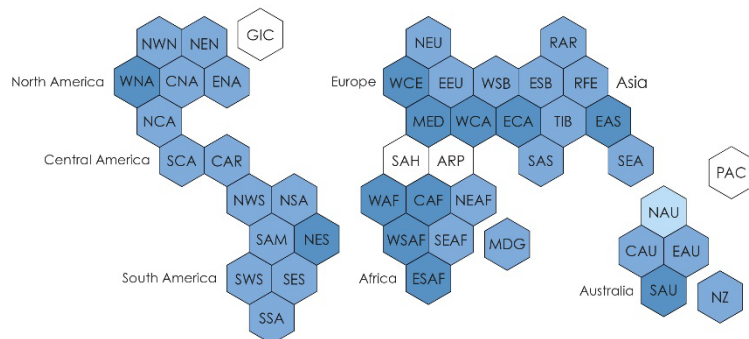 GIC
NWN NEN
North America WNA CNA ENA
NCA
Central America SCA CAR
NWS NSA
SAM NES
South America SWS SES
SSA
NEU RAR
Europe WCE EEU WSB ESB RFE Asia
MED WCA ECA TIB EAS
SAH ARP SAS SEA
WAF CAF NEAF
WSAF SEAF MDG
Africa ESAF
PAC
NAU
CAU EAU
Australia SAU NZ